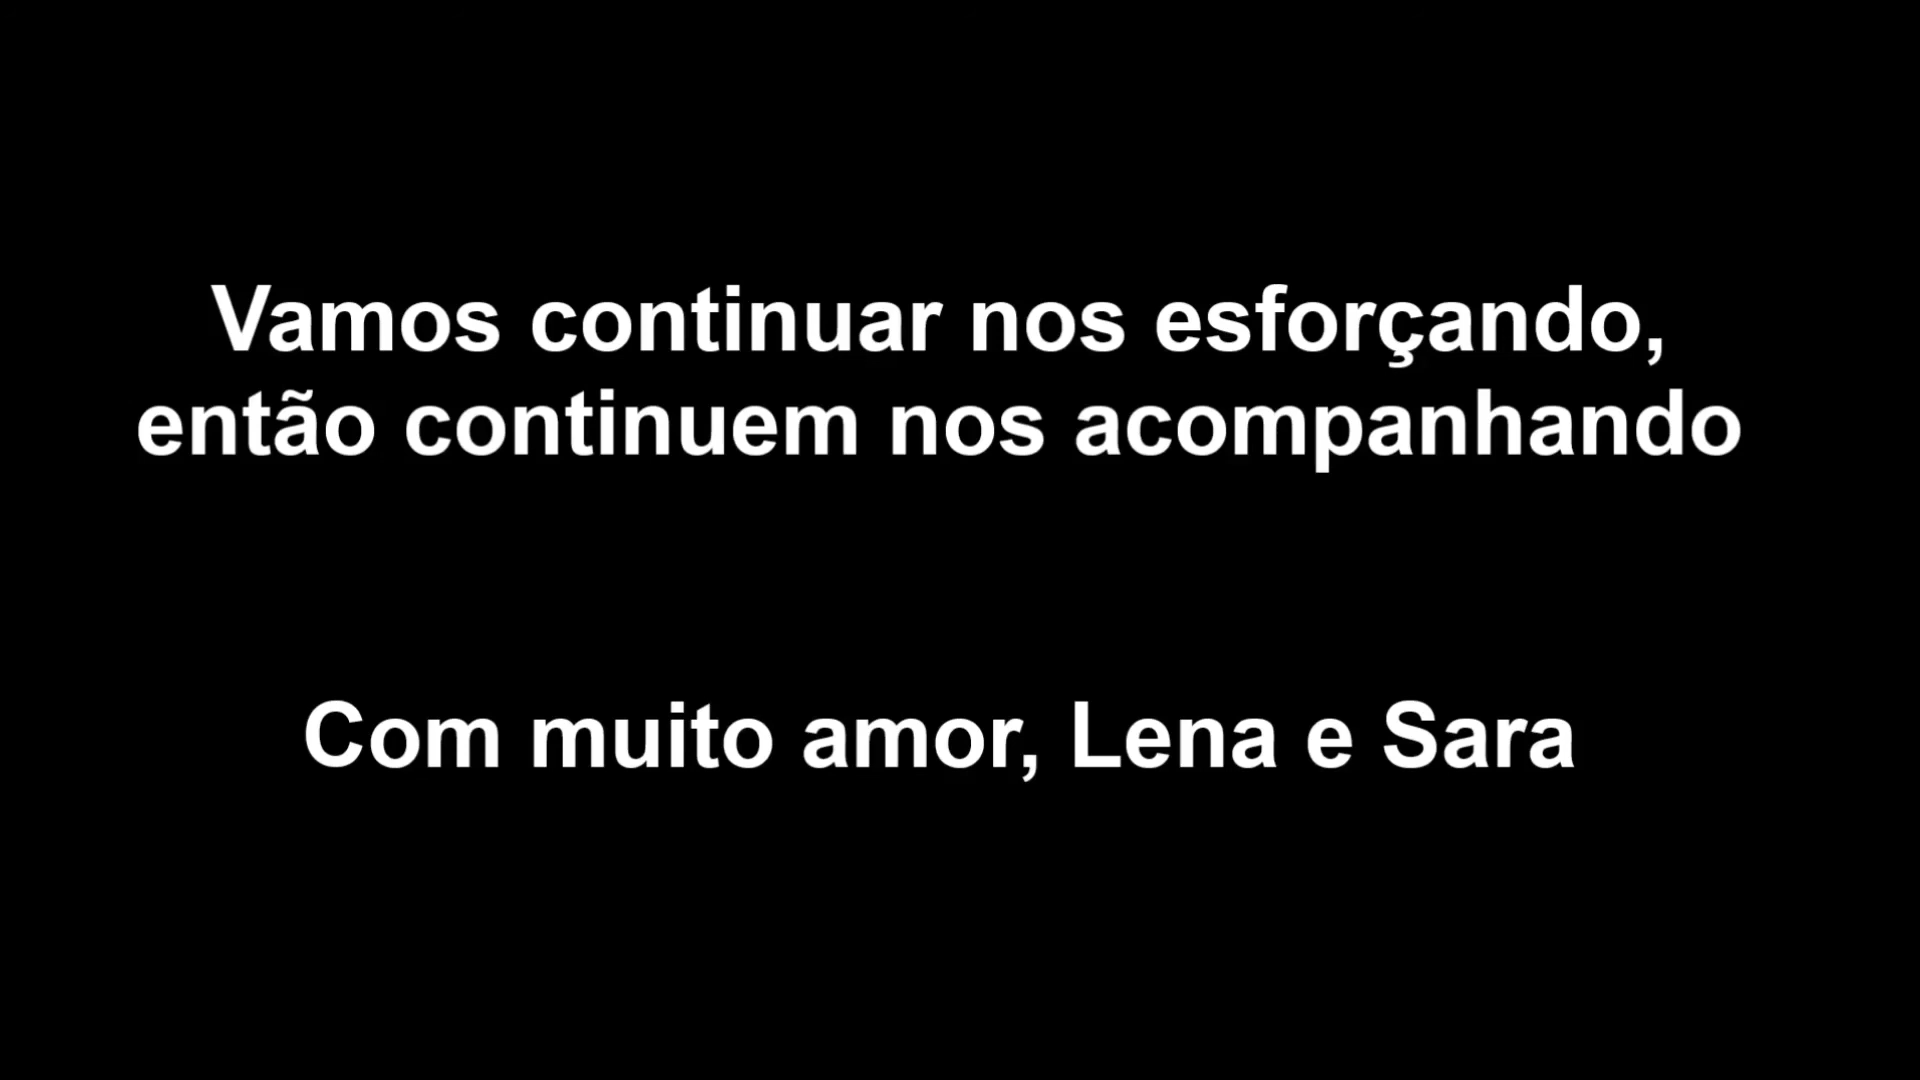 Vamos continuar nos esforçando,
então continuem nos acompanhando
Com muito amor, Lena e Sara